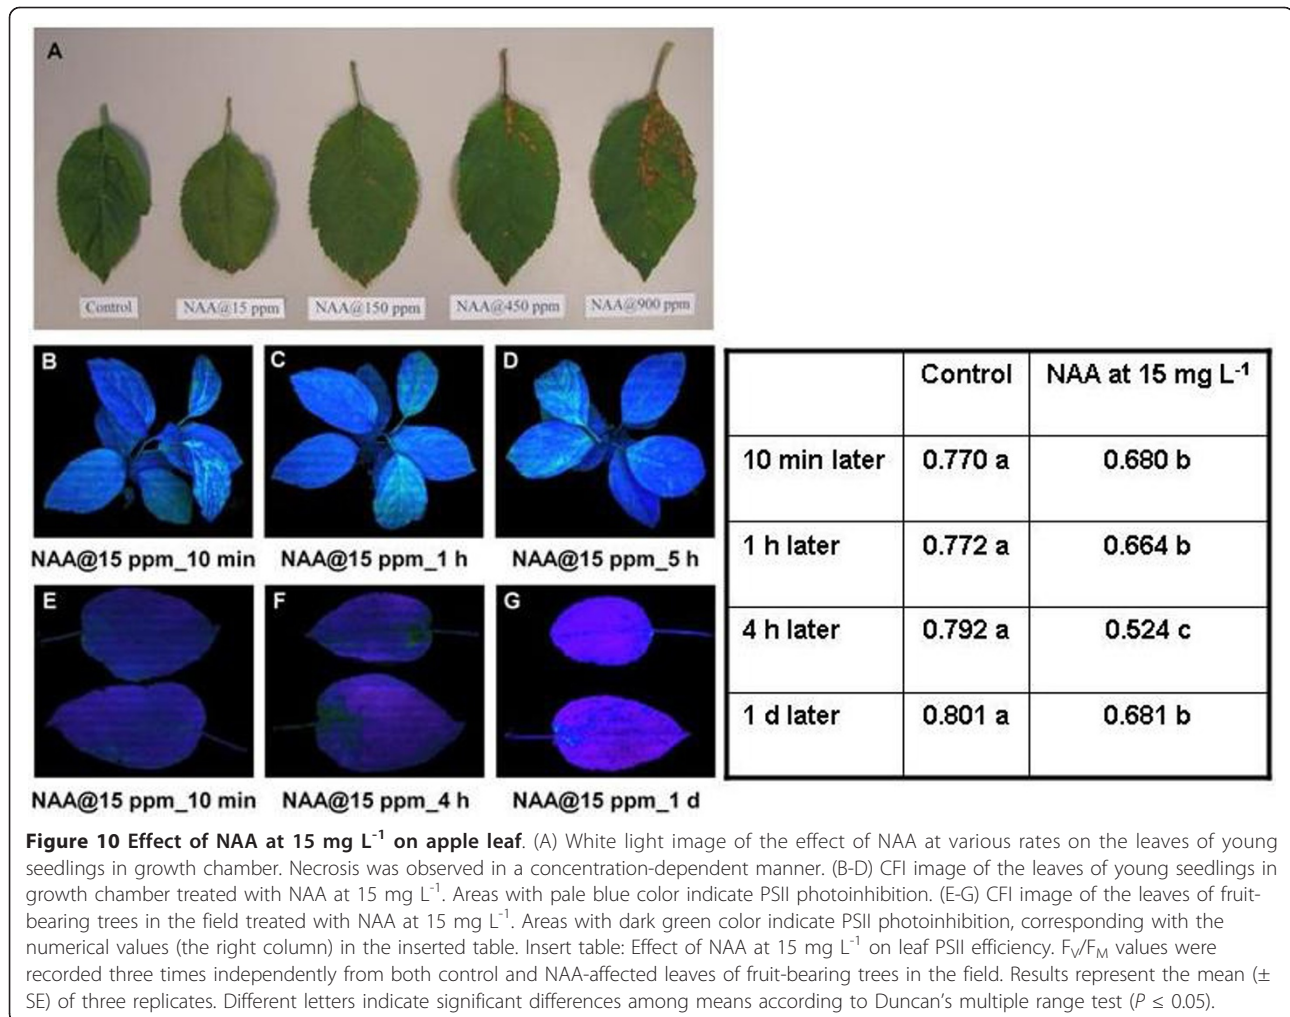 A
Control
NAA@15 ppm
NAA@150 ppm
NAA@450 ppm
NAA@900 ppm
B
C
D
NAA@15 ppm_10 min
NAA@15 ppm_1 h
NAA@15 ppm_5 h
E
F
G
NAA@15 ppm_10 min
NAA@15 ppm_4 h
NAA@15 ppm_1 d
Control NAA at 15 mg L⁻¹
10 min later 0.770 a 0.680 b
1 h later 0.772 a 0.664 b
4 h later 0.792 a 0.524 c
1 d later 0.801 a 0.681 b
Figure 10 Effect of NAA at 15 mg L⁻¹ on apple leaf. (A) White light image of the effect of NAA at various rates on the leaves of young
seedlings in growth chamber. Necrosis was observed in a concentration-dependent manner. (B-D) CFI image of the leaves of young seedlings in
growth chamber treated with NAA at 15 mg L⁻¹. Areas with pale blue color indicate PSII photoinhibition. (E-G) CFI image of the leaves of fruit-
bearing trees in the field treated with NAA at 15 mg L⁻¹. Areas with dark green color indicate PSII photoinhibition, corresponding with the
numerical values (the right column) in the inserted table. Insert table: Effect of NAA at 15 mg L⁻¹ on leaf PSII efficiency. Fv/FM values were
recorded three times independently from both control and NAA-affected leaves of fruit-bearing trees in the field. Results represent the mean (±
SE) of three replicates. Different letters indicate significant differences among means according to Duncan's multiple range test (P ≤ 0.05).